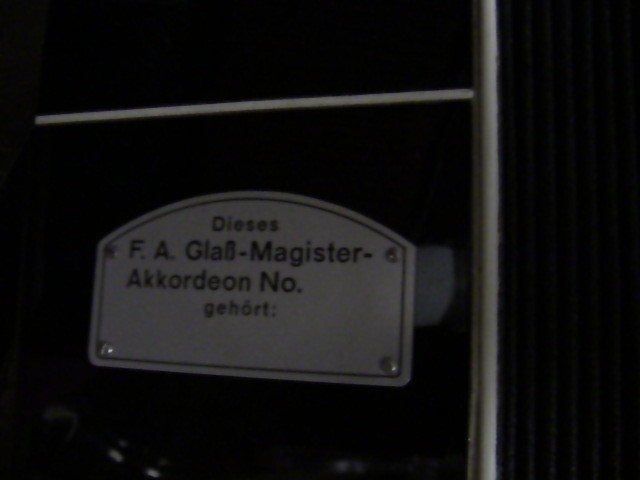 Dieses
F. A. Glaß-Magister-
Akkordeon No.
gehört: